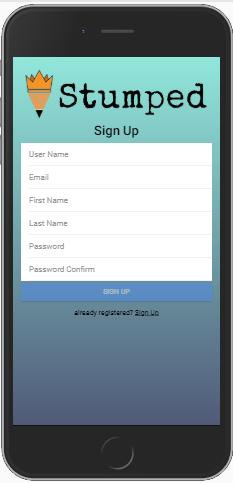 Stumped
Sign Up
User Name
Email
First Name
Last Name
Password
Password Confirm
SIGN UP
already registered? Sign Up